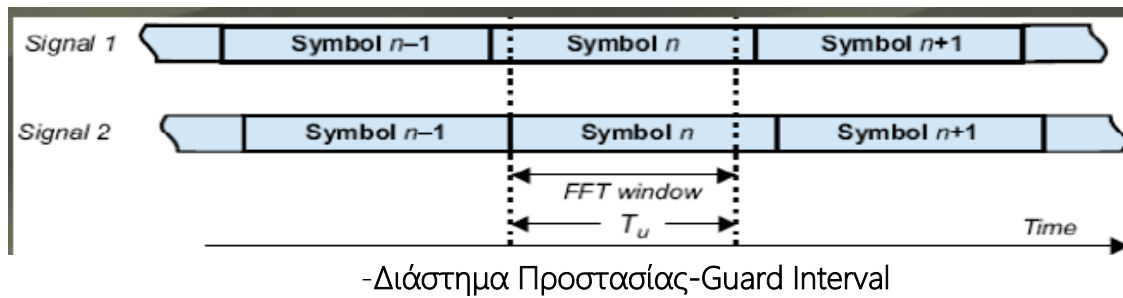 Signal 1 Symbol n–1 Symbol n Symbol n+1
Signal 2 Symbol n–1 Symbol n Symbol n+1
FFT window
Tu Time
-Διάστημα Προστασίας-Guard Interval